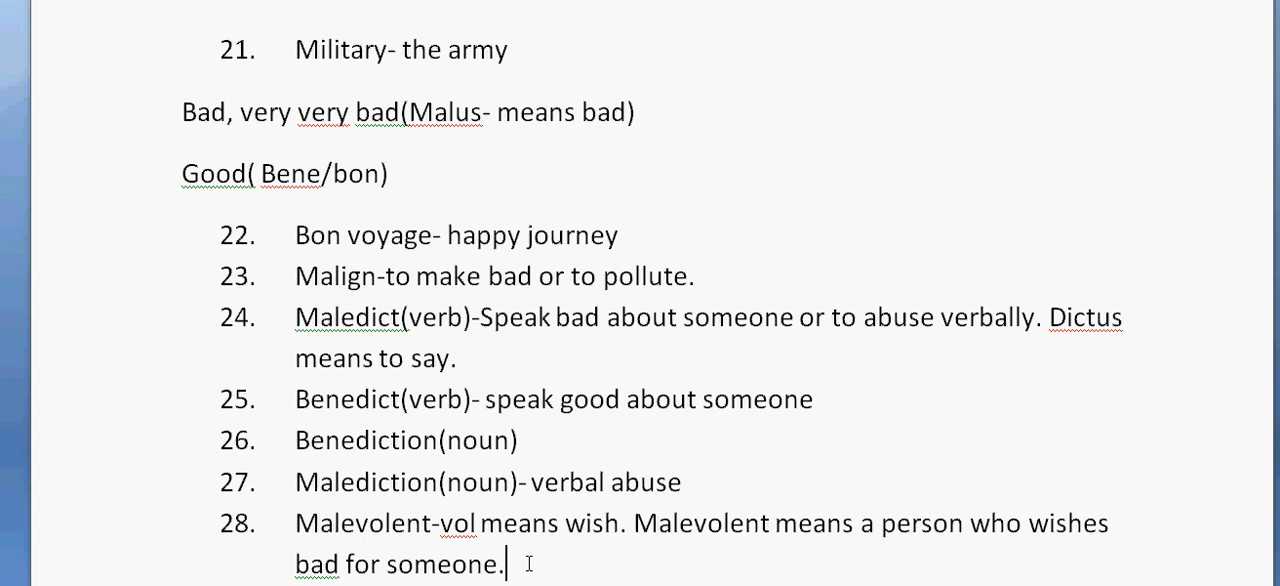 21. Military- the army
Bad, very very bad(Malus- means bad)
Good( Bene/bon)
22. Bon voyage- happy journey
23. Malign-to make bad or to pollute.
24. Maledict(verb)-Speak bad about someone or to abuse verbally. Dictus
means to say.
25. Benedict(verb)- speak good about someone
26. Benediction(noun)
27. Malediction(noun)- verbal abuse
28. Malevolent-vol means wish. Malevolent means a person who wishes
bad for someone.